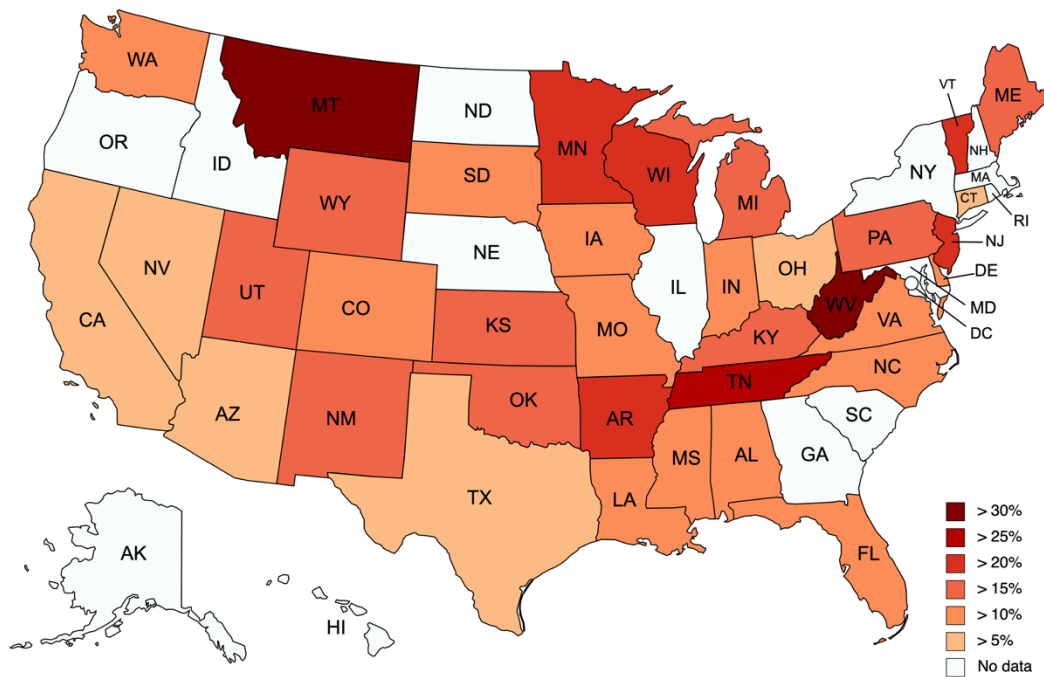 WA
MT
ND
MN
VT
ME
OR
ID
SD
WI
NY
NH
MA
CT
RI
WY
MI
IA
NE
PA
NJ
NV
UT
CO
IL
IN
OH
DE
MD
DC
CA
KS
MO
WV
VA
KY
NC
TN
AZ
NM
OK
AR
SC
MS
AL
GA
TX
LA
FL
AK
HI
> 30%
> 25%
> 20%
> 15%
> 10%
> 5%
No data